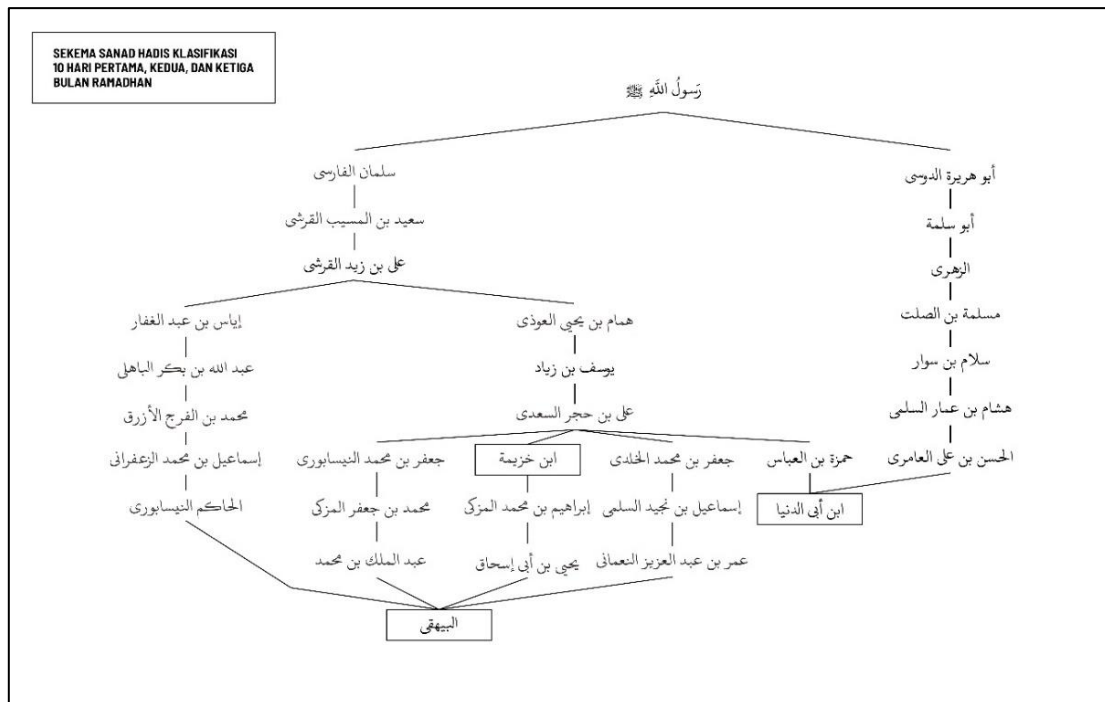 SEKEMA SANAD HADIS KLASIFIKASI
10 HARI PERTAMA, KEDUA, DAN KETIGA
BULAN RAMADHAN
رَسولُ اللَّهِ ﷺ
أبو هريرة الدوسى
سلمان الفارسى
أبو سلمة
سعيد بن المسيب القرشى
الزهرى
على بن زيد القرشى
مسلمة بن الصلت
همام بن يحيى العوذى
إياس بن عبد الغفار
سلام بن سوار
يوسف بن زياد
عبد الله بن بكر الباهلى
هشام بن عمار السلمى
على بن حجر السعدى
محمد بن الفرج الأزرق
الحسن بن على العامرى
حمزة بن العباس
جعفر بن محمد الخلدى
ابن خزيمة
جعفر بن محمد النيسابورى
إسماعيل بن محمد الزعفرانى
ابن أبى الدنيا
إسماعيل بن نجيد السلمى
إبراهيم بن محمد المزكى
محمد بن جعفر المزكى
الحاكم النيسابورى
عمر بن عبد العزيز النعمانى
يحيى بن أبى إسحاق
عبد الملك بن محمد
البيهقى